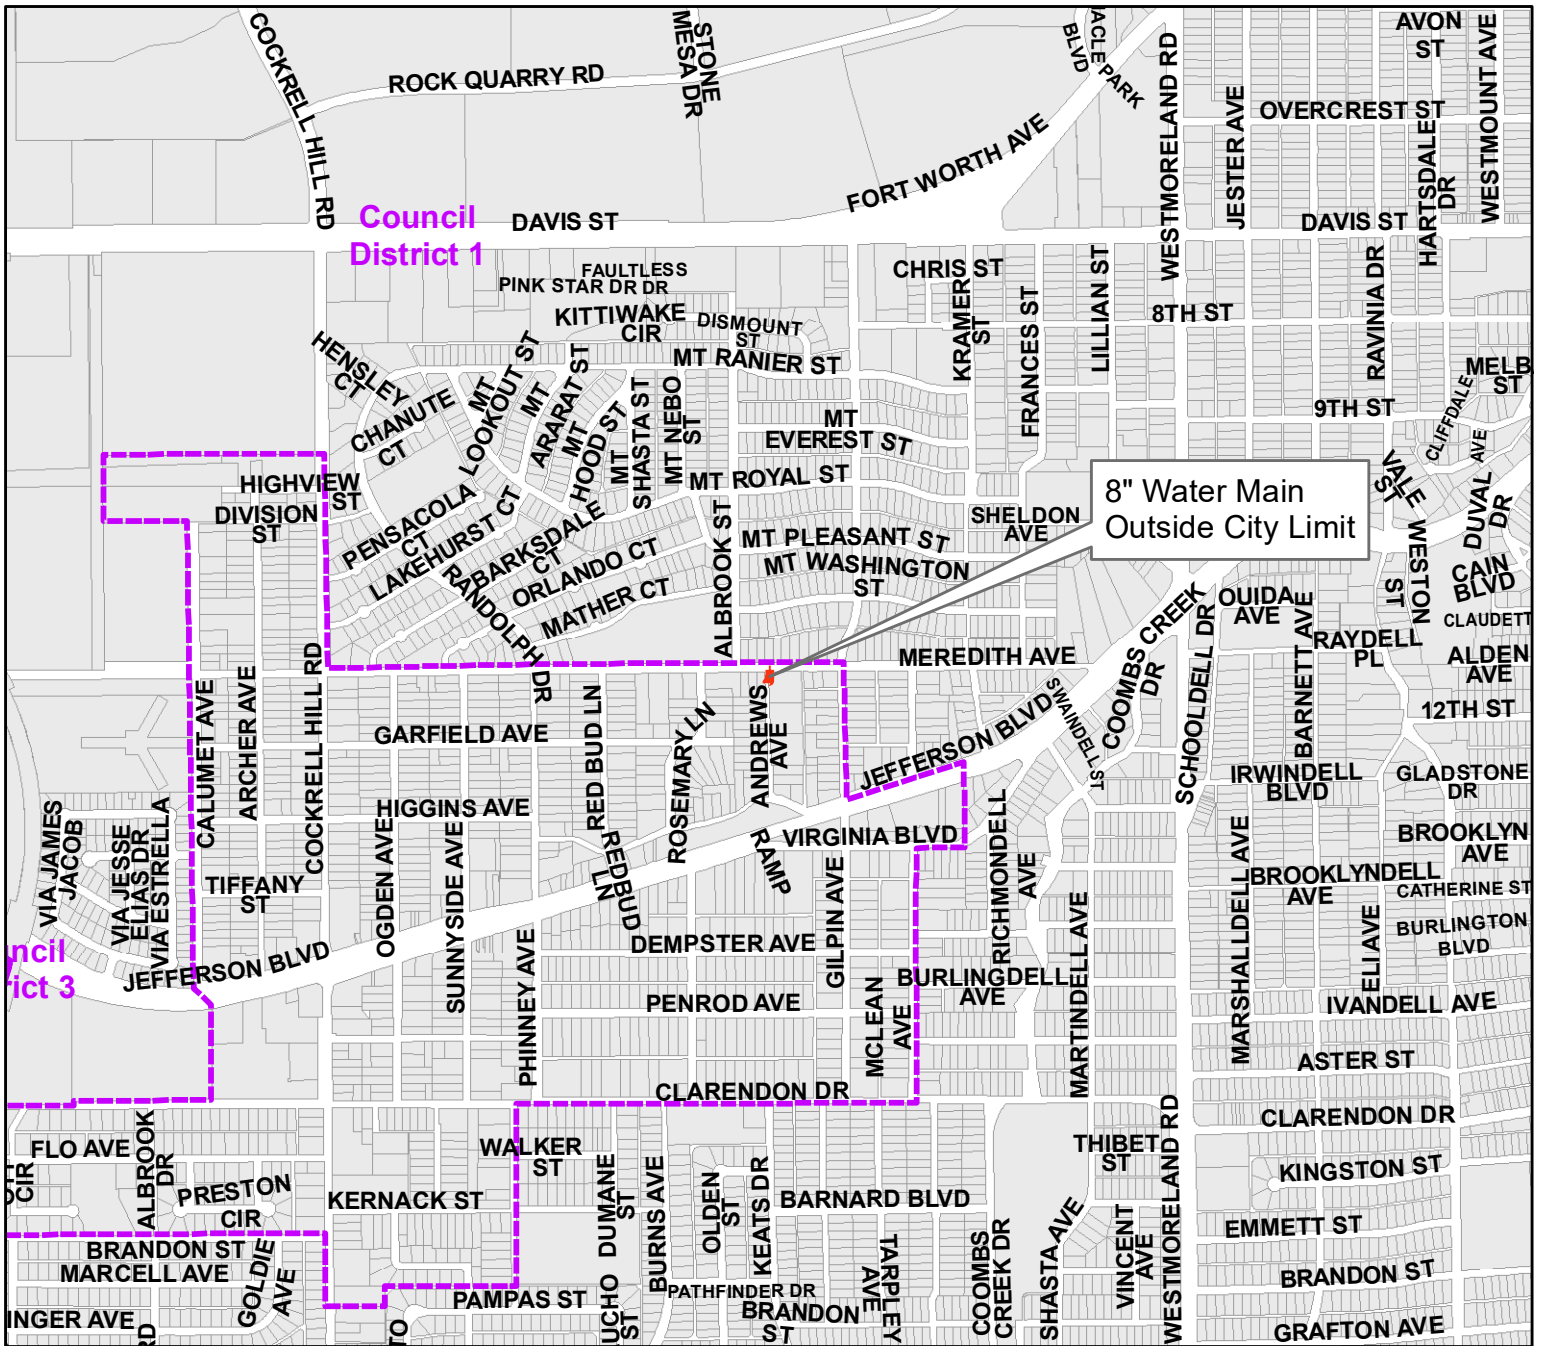 COCKRELL HILL RD
ROCK QUARRY RD
STONE
MESA DR
BLVD
PARK
AVON
ST
WESTMOUNT AVE
WESTMORELAND RD
JESTER AVE
OVERCREST ST
HARTSDALE
DR
FORT WORTH AVE
Council
District 1
DAVIS ST
DAVIS ST
FAULTLESS
DR
PINK STAR DR
CHRIS ST
KITTIWAKE
CIR
DISMOUNT
ST
KRAMER
ST
FRANCES ST
LILLIAN ST
8TH ST
RAVINIA DR
HENSLEY
CT
MT
LOOKOUT ST
MT
ARARAT ST
MT RANIER ST
MELB
ST
CHANUTE
CT
MT
HOOD ST
MT
SHASTA ST
MT NEBO
ST
MT
EVEREST ST
9TH ST
CLIFFDALE
AVE
HIGHVIEW
ST
DIVISION
ST
PENSACOLA
CT
LAKEHURST CT
BARKSDALE
CT
MT ROYAL ST
8" Water Main
Outside City Limit
VALE
ST
DUVAL
DR
SHELDON
AVE
MT PLEASANT ST
MT WASHINGTON
ST
ALBROOK ST
ORLANDO CT
MATHER CT
RANDOLPH DR
WESTON
ST
CAIN
BLVD
OUIDA
AVE
CLAUDETT
RAYDELL
PL
ALDEN
AVE
MEREDITH AVE
COOMBS CREEK
DR
SCHOOLDELL DR
BARNETT AVE
12TH ST
CALUMET AVE
ARCHER AVE
COCKRELL HILL RD
GARFIELD AVE
RED BUD LN
ROSEMARY LN
ANDREWS
AVE
JEFFERSON BLVD
SWAINDELL ST
IRWINDELL
BLVD
GLADSTONE
DR
VIA JAMES
JACOB
VIA JESSE
ELIAS DR
VIA ESTRELLA
HIGGINS AVE
OGDEN AVE
SUNNYSIDE AVE
REDBUD
LN
RAMP
VIRGINIA BLVD
RICHMONDELL
AVE
MARSHALLDELL AVE
BROOKLYN
AVE
TIFFANY
ST
BROOKLYNDELL
AVE
CATHERINE ST
BURLINGTON
BLVD
GILPIN AVE
DEMPSTER AVE
MARTINDELL AVE
ELI AVE
ncil
rict 3
JEFFERSON BLVD
PHINNEY AVE
BURLINGDELL
AVE
PENROD AVE
MCLEAN
AVE
IVANDELL AVE
ASTER ST
CLARENDON DR
CLARENDON DR
FLO AVE
ALBROOK
DR
CIR
PRESTON
CIR
WALKER
ST
THIBET
ST
WESTMORELAND RD
KINGSTON ST
KERNACK ST
DUMANE
ST
BURNS AVE
OLDEN
ST
KEATS DR
BARNARD BLVD
EMMETT ST
BRANDON ST
MARCELL AVE
GOLDIE
AVE
INGER AVE
RD
PAMPAS ST
TO
UCHO
ST
PATHFINDER DR
BRANDON
ST
TARPLEY
AVE
COOMBS
CREEK DR
SHASTA AVE
VINCENT
AVE
BRANDON ST
GRAFTON AVE